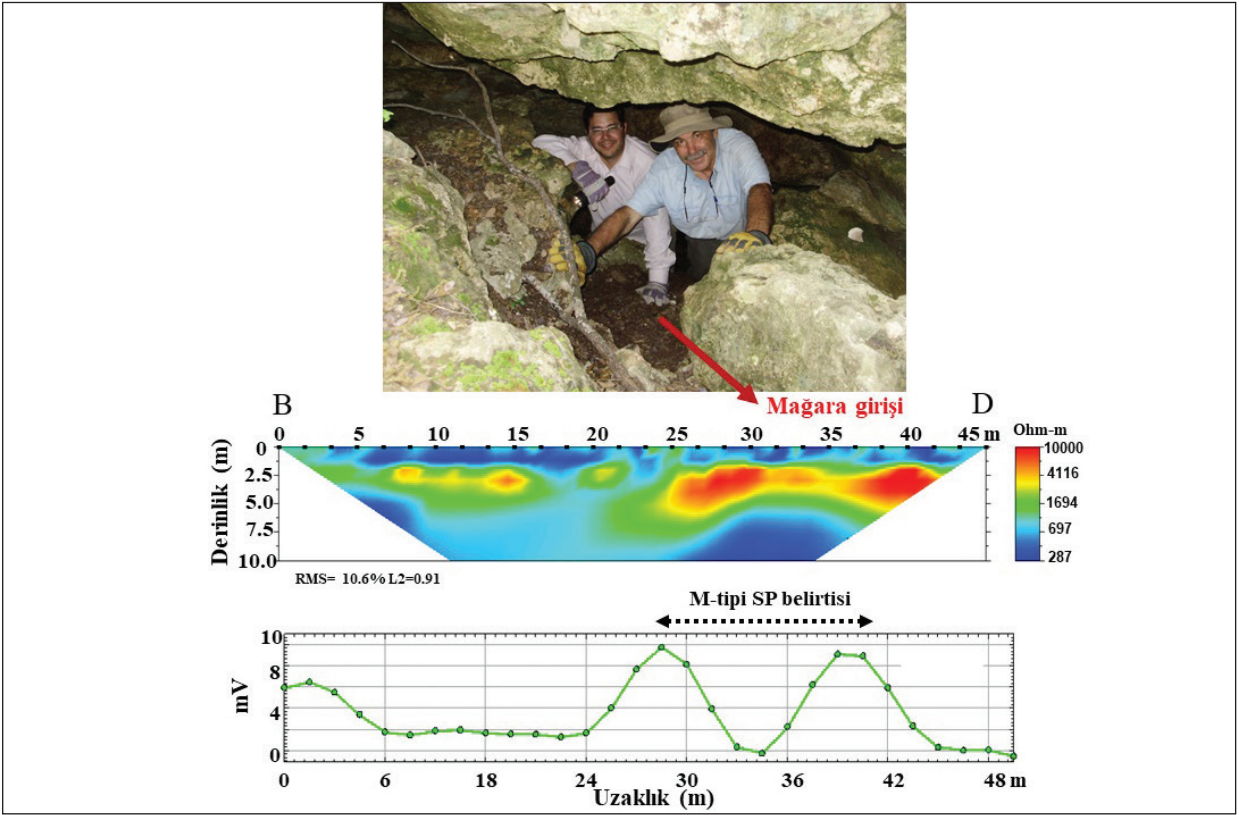 Mağara girişi
B D
0 5 10 15 20 25 30 35 40 45 m
Derinlik (m)
0
2.5
5.0
7.5
10.0
Ohm-m
10000
4116
1694
697
287
RMS= 10.6% L2=0.91
M-tipi SP belirtisi
mV
10
8
4
0
0 6 18 24 30 36 42 48 m
Uzaklık (m)